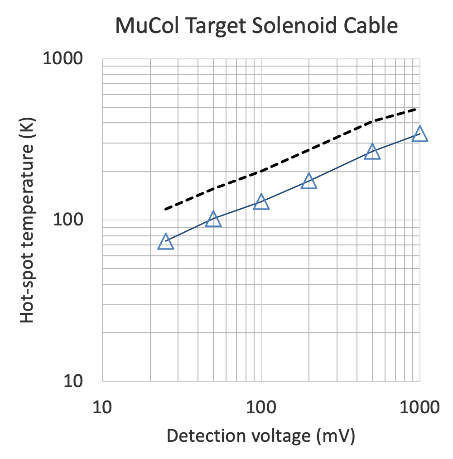 MuCol Target Solenoid Cable
1000
100
10
10 100 1000
Hot-spot temperature (K)
Detection voltage (mV)